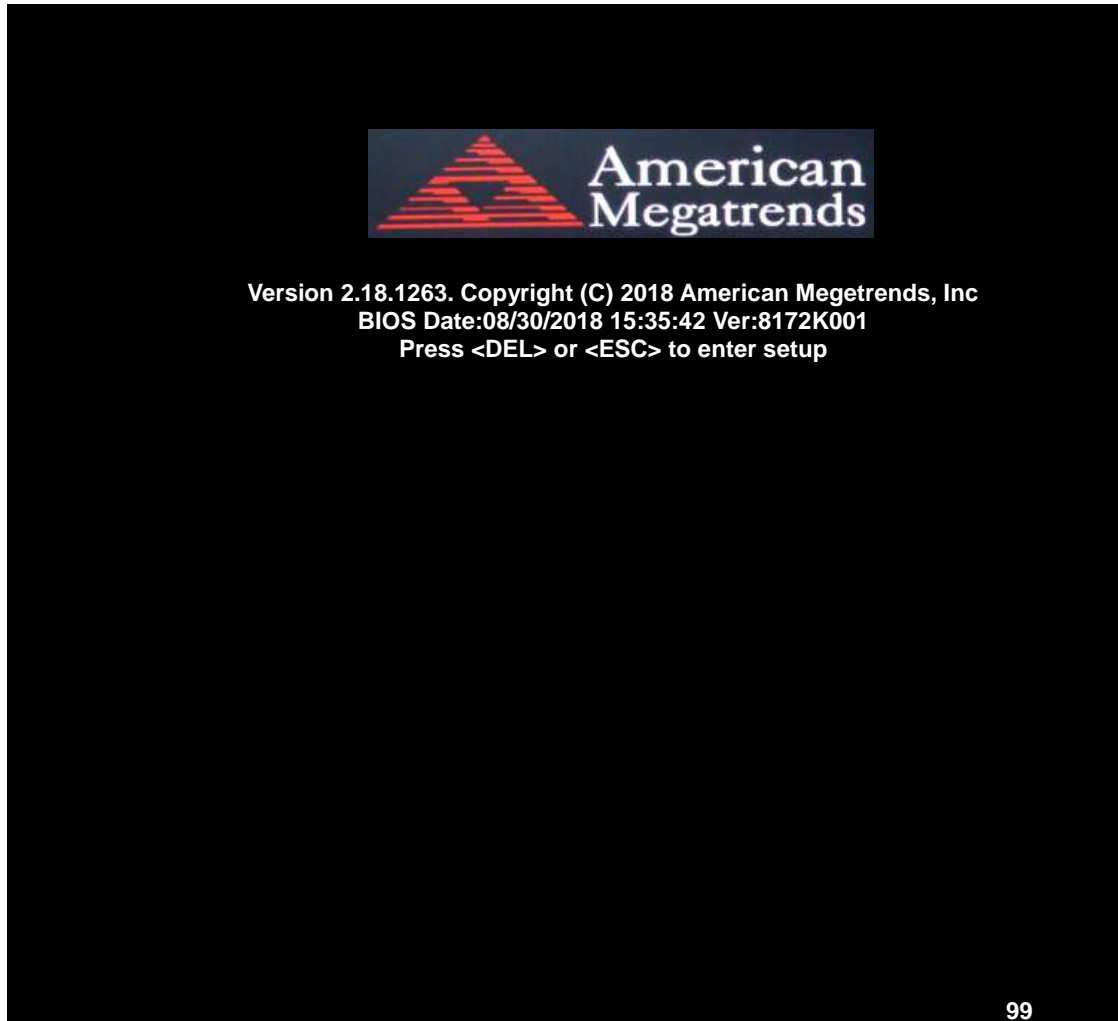 American
Megatrends
Version 2.18.1263. Copyright (C) 2018 American Megetrends, Inc
BIOS Date:08/30/2018 15:35:42 Ver:8172K001
Press <DEL> or <ESC> to enter setup
99